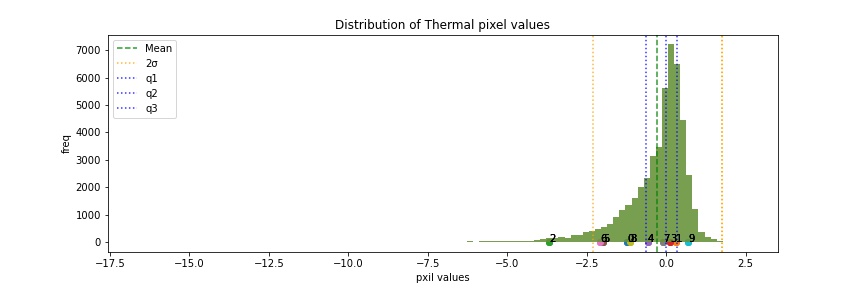 Distribution of Thermal pixel values
Mean
2σ
q1
q2
q3
freq
7000
6000
5000
4000
3000
2000
1000
0
2 6 5 0 8 4 7 3 1 9
−17.5 −15.0 −12.5 −10.0 −7.5 −5.0 −2.5 0.0 2.5
pxil values